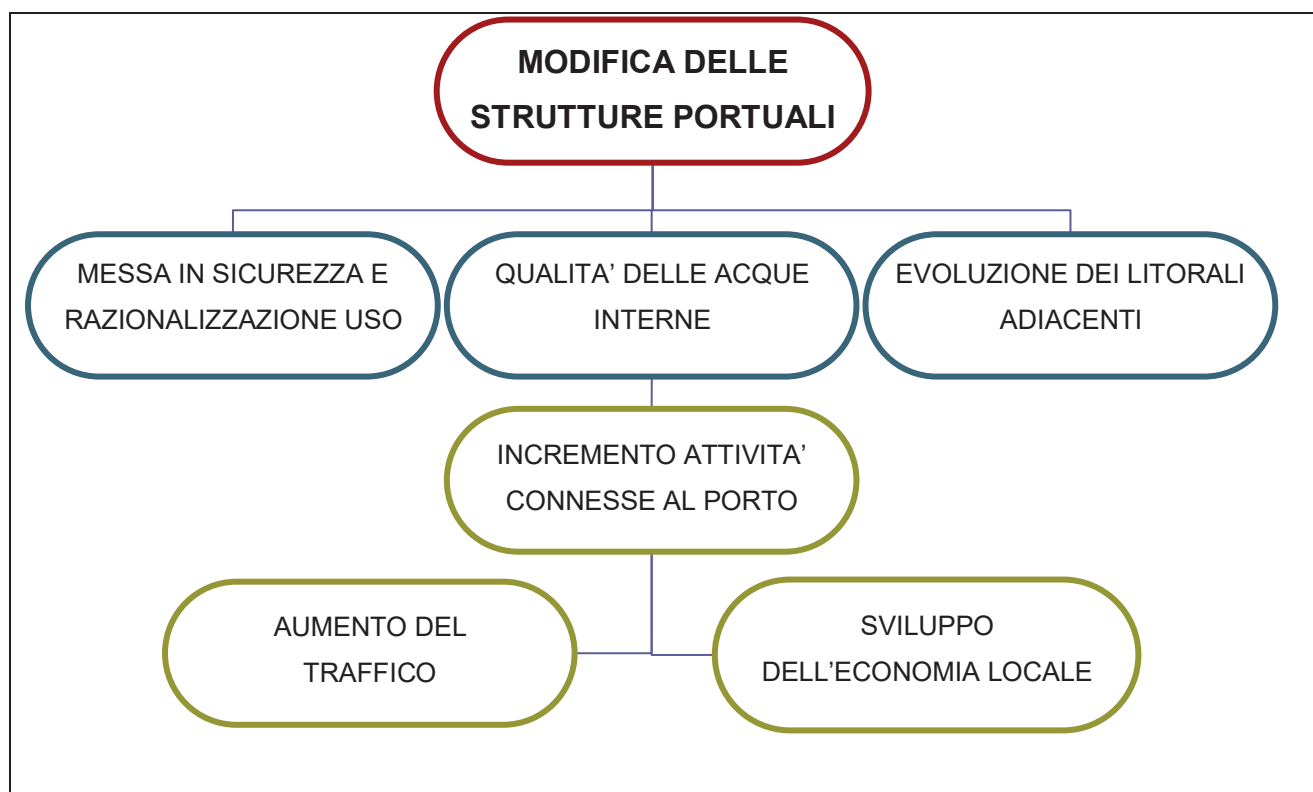 MODIFICA DELLE
STRUTTURE PORTUALI
MESSA IN SICUREZZA E
RAZIONALIZZAZIONE USO
QUALITA’ DELLE ACQUE
INTERNE
EVOLUZIONE DEI LITORALI
ADIACENTI
INCREMENTO ATTIVITA’
CONNESSE AL PORTO
AUMENTO DEL
TRAFFICO
SVILUPPO
DELL’ECONOMIA LOCALE